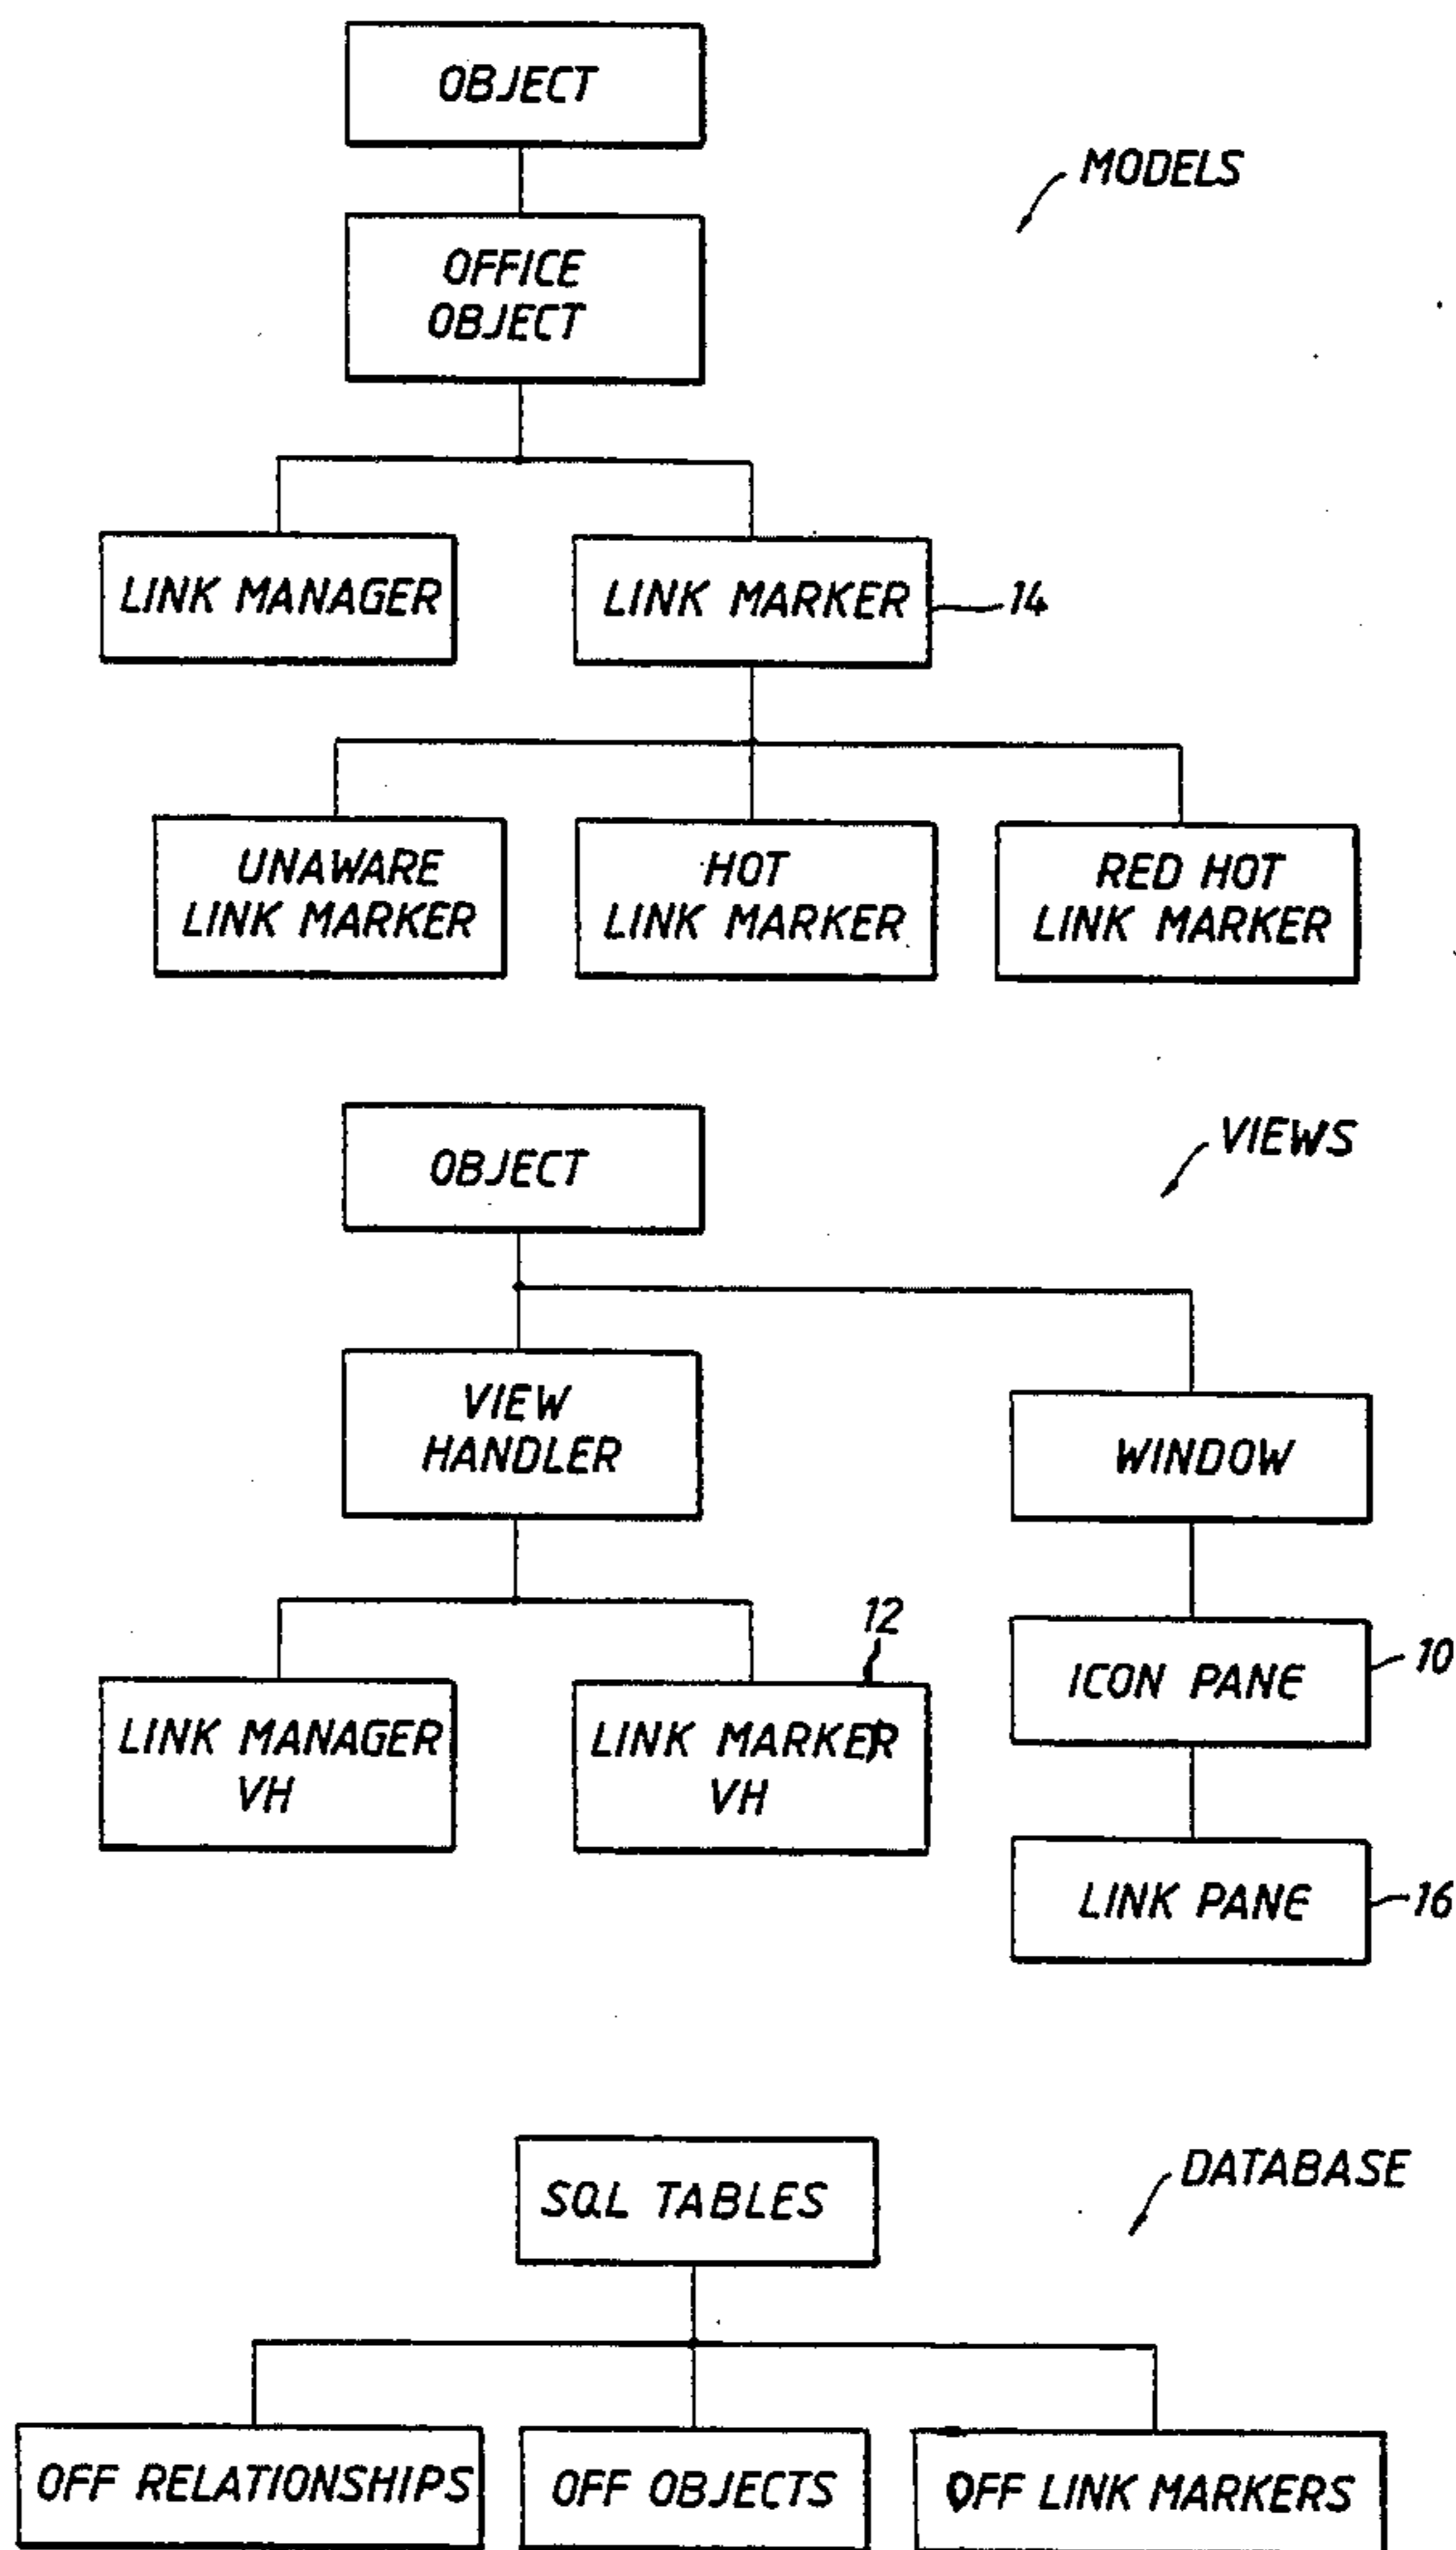 OBJECT
MODELS
OFFICE
OBJECT
LINK MANAGER
LINK MARKER
14
UNAWARE
LINK MARKER
HOT
LINK MARKER
RED HOT
LINK MARKER
OBJECT
VIEWS
VIEW
HANDLER
WINDOW
12
ICON PANE
10
LINK MANAGER
VH
LINK MARKER
VH
LINK PANE
16
SQL TABLES
DATABASE
OFF RELATIONSHIPS
OFF OBJECTS
OFF LINK MARKERS